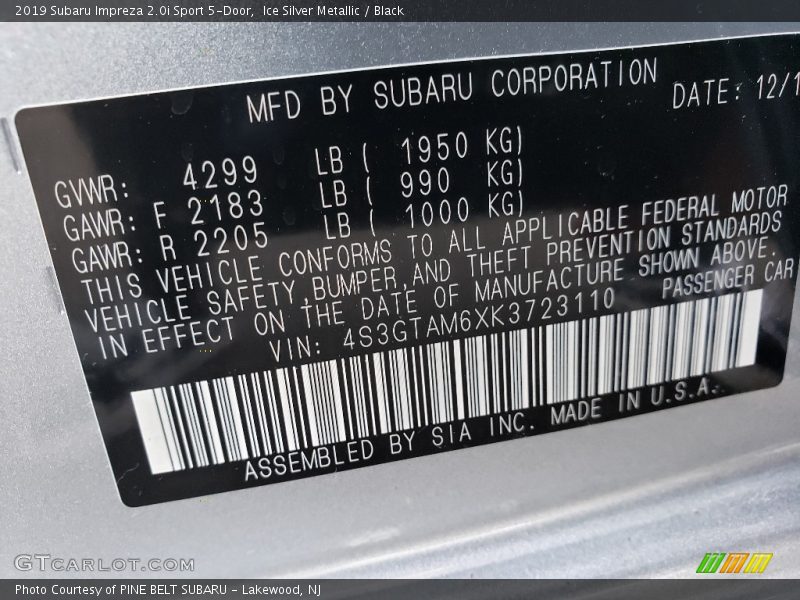 2019 Subaru Impreza 2.0i Sport 5-Door, Ice Silver Metallic / Black
MFD BY SUBARU CORPORATION DATE: 12/1
GVWR: 4299 LB ( 1950 KG)
GAWR: F 2183 LB ( 990 KG)
GAWR: R 2205 LB ( 1000 KG)
THIS VEHICLE CONFORMS TO ALL APPLICABLE FEDERAL MOTOR
VEHICLE SAFETY,BUMPER,AND THEFT PREVENTION STANDARDS
IN EFFECT ON THE DATE OF MANUFACTURE SHOWN ABOVE.
VIN: 4S3GTAM6XK3723110 PASSENGER CAR
ASSEMBLED BY SIA INC. MADE IN U.S.A.
GTCARLOT.COM
Photo Courtesy of PINE BELT SUBARU - Lakewood, NJ